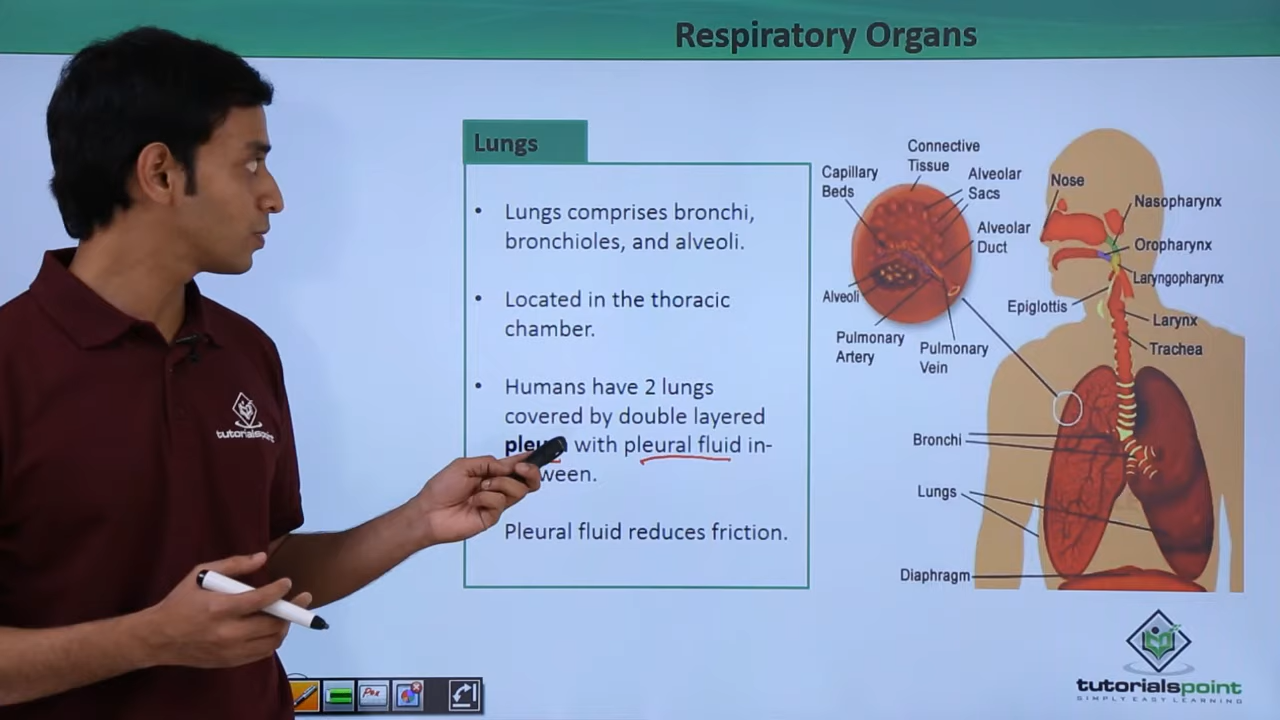 Respiratory Organs
Lungs
• Lungs comprises bronchi,
bronchioles, and alveoli.
• Located in the thoracic
chamber.
• Humans have 2 lungs
covered by double layered
with pleural fluid in-
Pleural fluid reduces friction.
Connective
Tissue
Capillary
Beds
Alveolar
Sacs
Alveolar
Duct
Alveoli
Pulmonary
Artery
Pulmonary
Vein
Nose
Nasopharynx
Oropharynx
Laryngopharynx
Epiglottis
Larynx
Trachea
Bronchi
Lungs
Diaphragm
tutorialspoint
tutorialspoint
SIMPLY EASY LEARNING
Pen